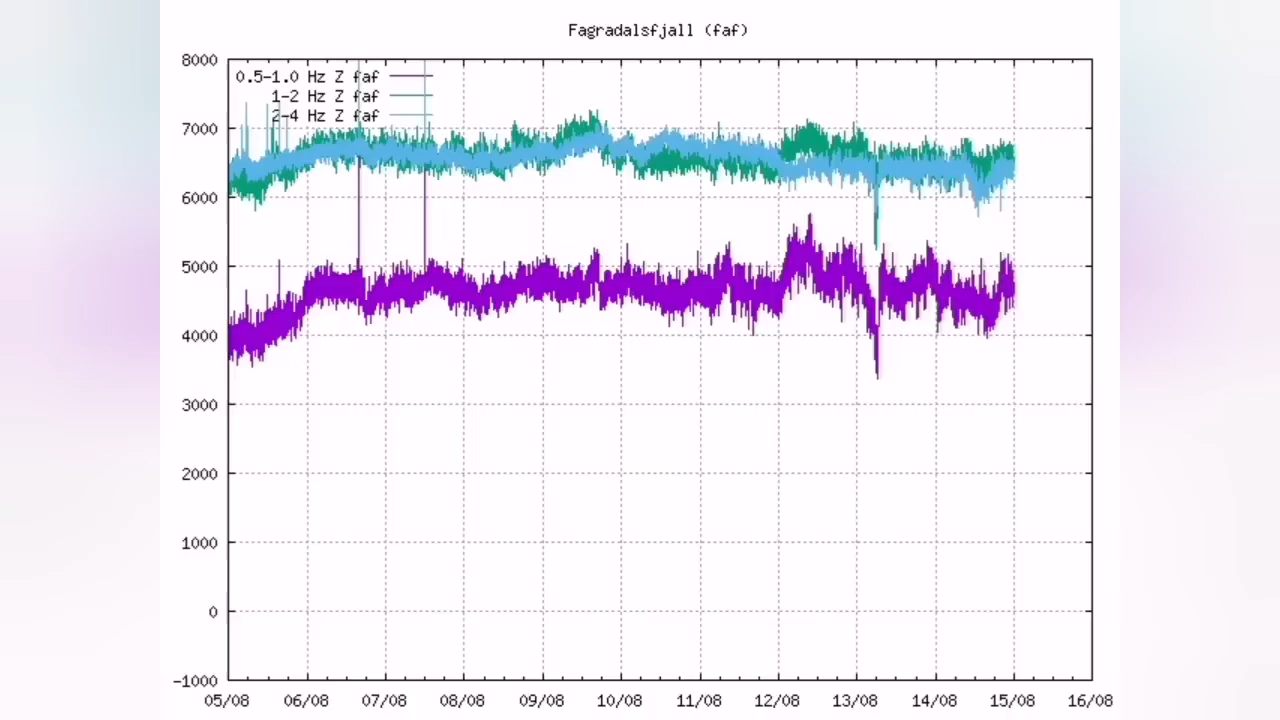 Fagradalsfjall (faf)
8000
0.5-1.0 Hz Z faf
1-2 Hz Z faf
2-4 Hz Z faf
7000
6000
5000
4000
3000
2000
1000
0
-1000
05/08 06/08 07/08 08/08 09/08 10/08 11/08 12/08 13/08 14/08 15/08 16/08